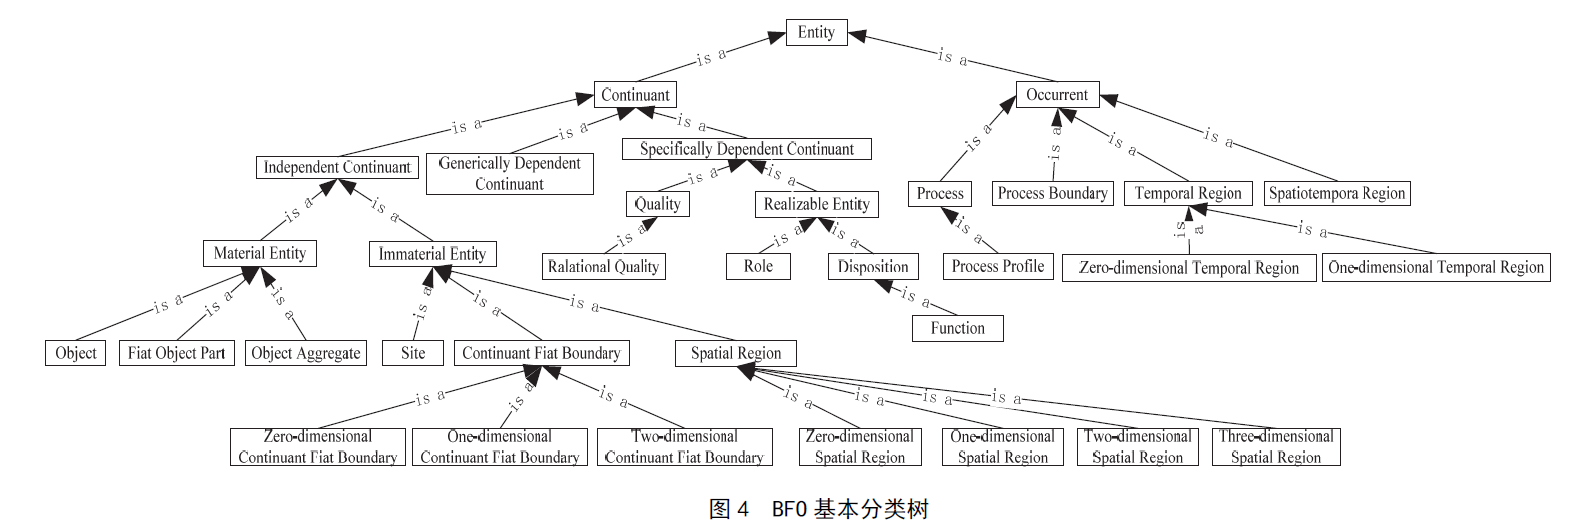 Entity
is a
is a
Continuant
Occurrent
is a
is a
is a
is a
is a
is a
is a
Independent Continuant
Generically Dependent
Continuant
Specifically Dependent Continuant
is a
is a
Process
Process Boundary
Temporal Region
Spatiotempora Region
Quality
Realizable Entity
is a
is a
is a
is a
is a
is a
is a
is a
Material Entity
Immaterial Entity
Ralational Quality
Role
Disposition
Process Profile
Zero-dimensional Temporal Region
One-dimensional Temporal Region
is a
is a
is a
is a
is a
is a
is a
Function
Object
Fiat Object Part
Object Aggregate
Site
Continuant Fiat Boundary
Spatial Region
is a
is a
is a
is a
is a
is a
is a
Zero-dimensional
Continuant Fiat Boundary
One-dimensional
Continuant Fiat Boundary
Two-dimensional
Continuant Fiat Boundary
Zero-dimensional
Spatial Region
One-dimensional
Spatial Region
Two-dimensional
Spatial Region
Three-dimensional
Spatial Region
图 4 BFO 基本分类树